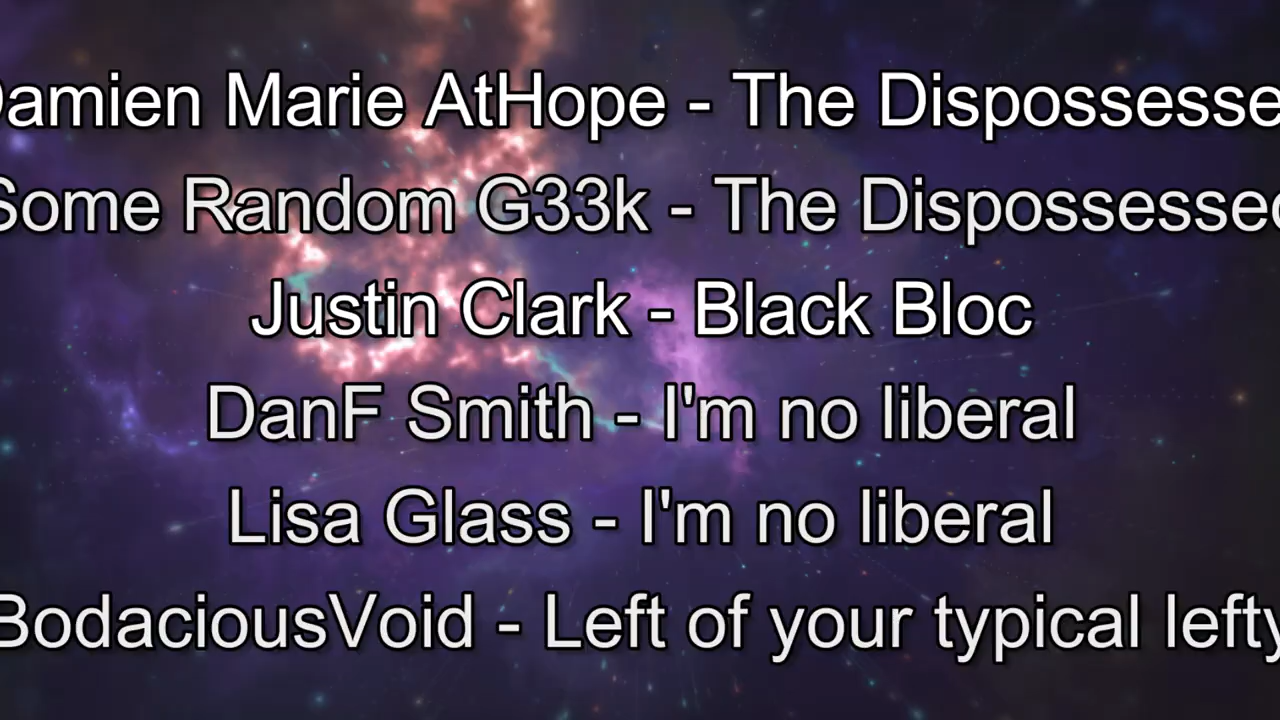 Damien Marie AtHope - The Dispossesse
Some Random G33k - The Dispossessed
Justin Clark - Black Bloc
DanF Smith - I'm no liberal
Lisa Glass - I'm no liberal
BodaciousVoid - Left of your typical lefty